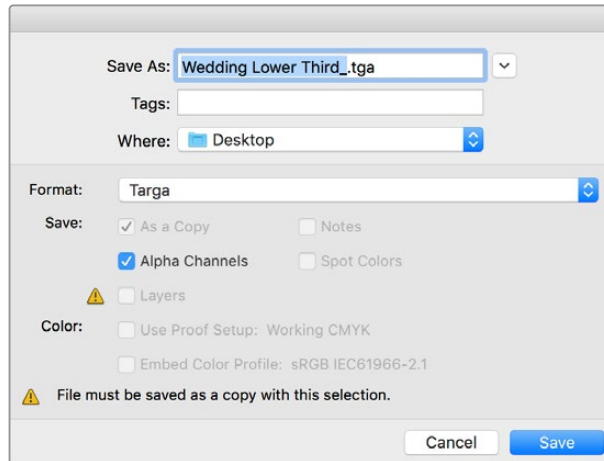 Save As: Wedding Lower Third_.tga
Tags:
Where: Desktop
Format: Targa
Save: As a Copy Notes
Alpha Channels Spot Colors
Layers
Color: Use Proof Setup: Working CMYK
Embed Color Profile: sRGB IEC61966-2.1
File must be saved as a copy with this selection.
Cancel Save